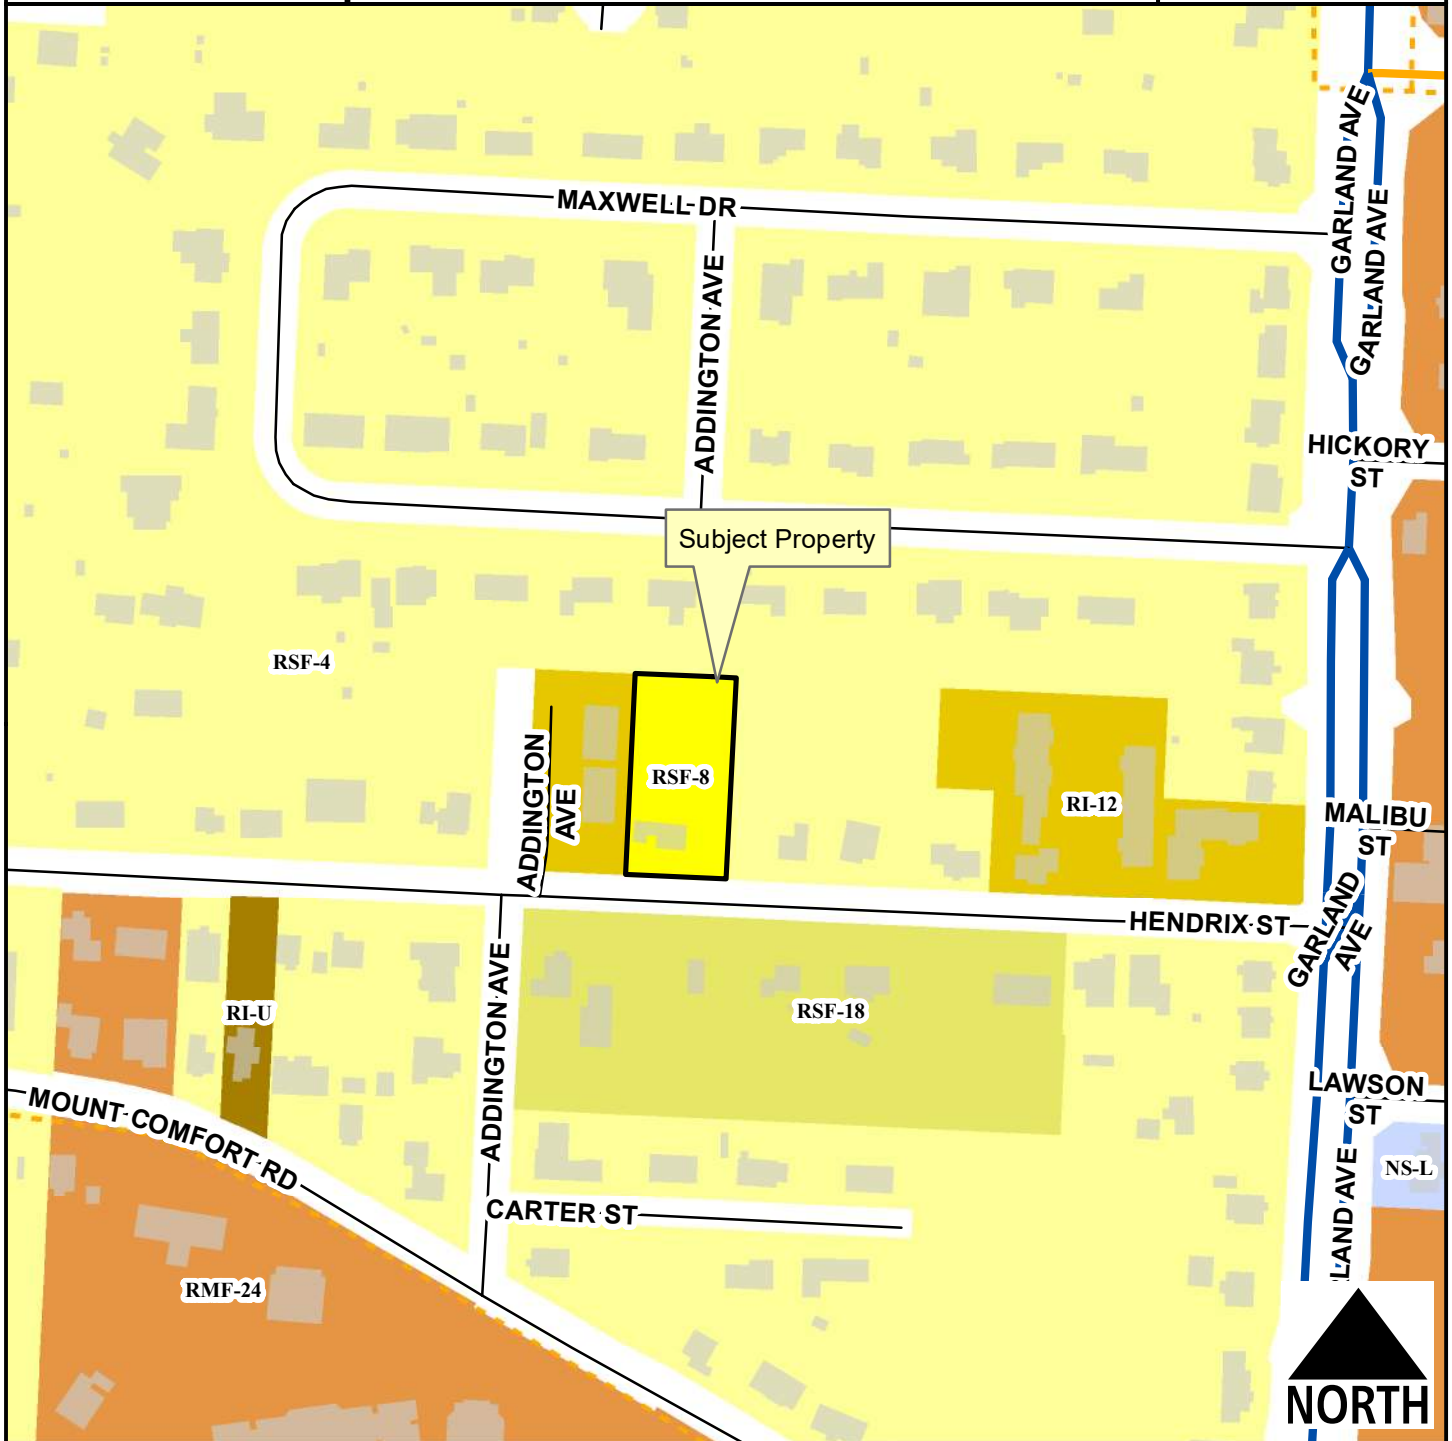 GARLAND AVE
GARLAND AVE
MAXWELL DR
ADDINGTON AVE
HICKORY
ST
Subject Property
RSF-4
ADDINGTON
AVE
RSF-8
RI-12
MALIBU
ST
GARLAND
AVE
HENDRIX ST
RI-U
ADDINGTON AVE
RSF-18
MOUNT COMFORT RD
LAWSON
ST
NS-L
CARTER ST
LAND AVE
RMF-24
NORTH